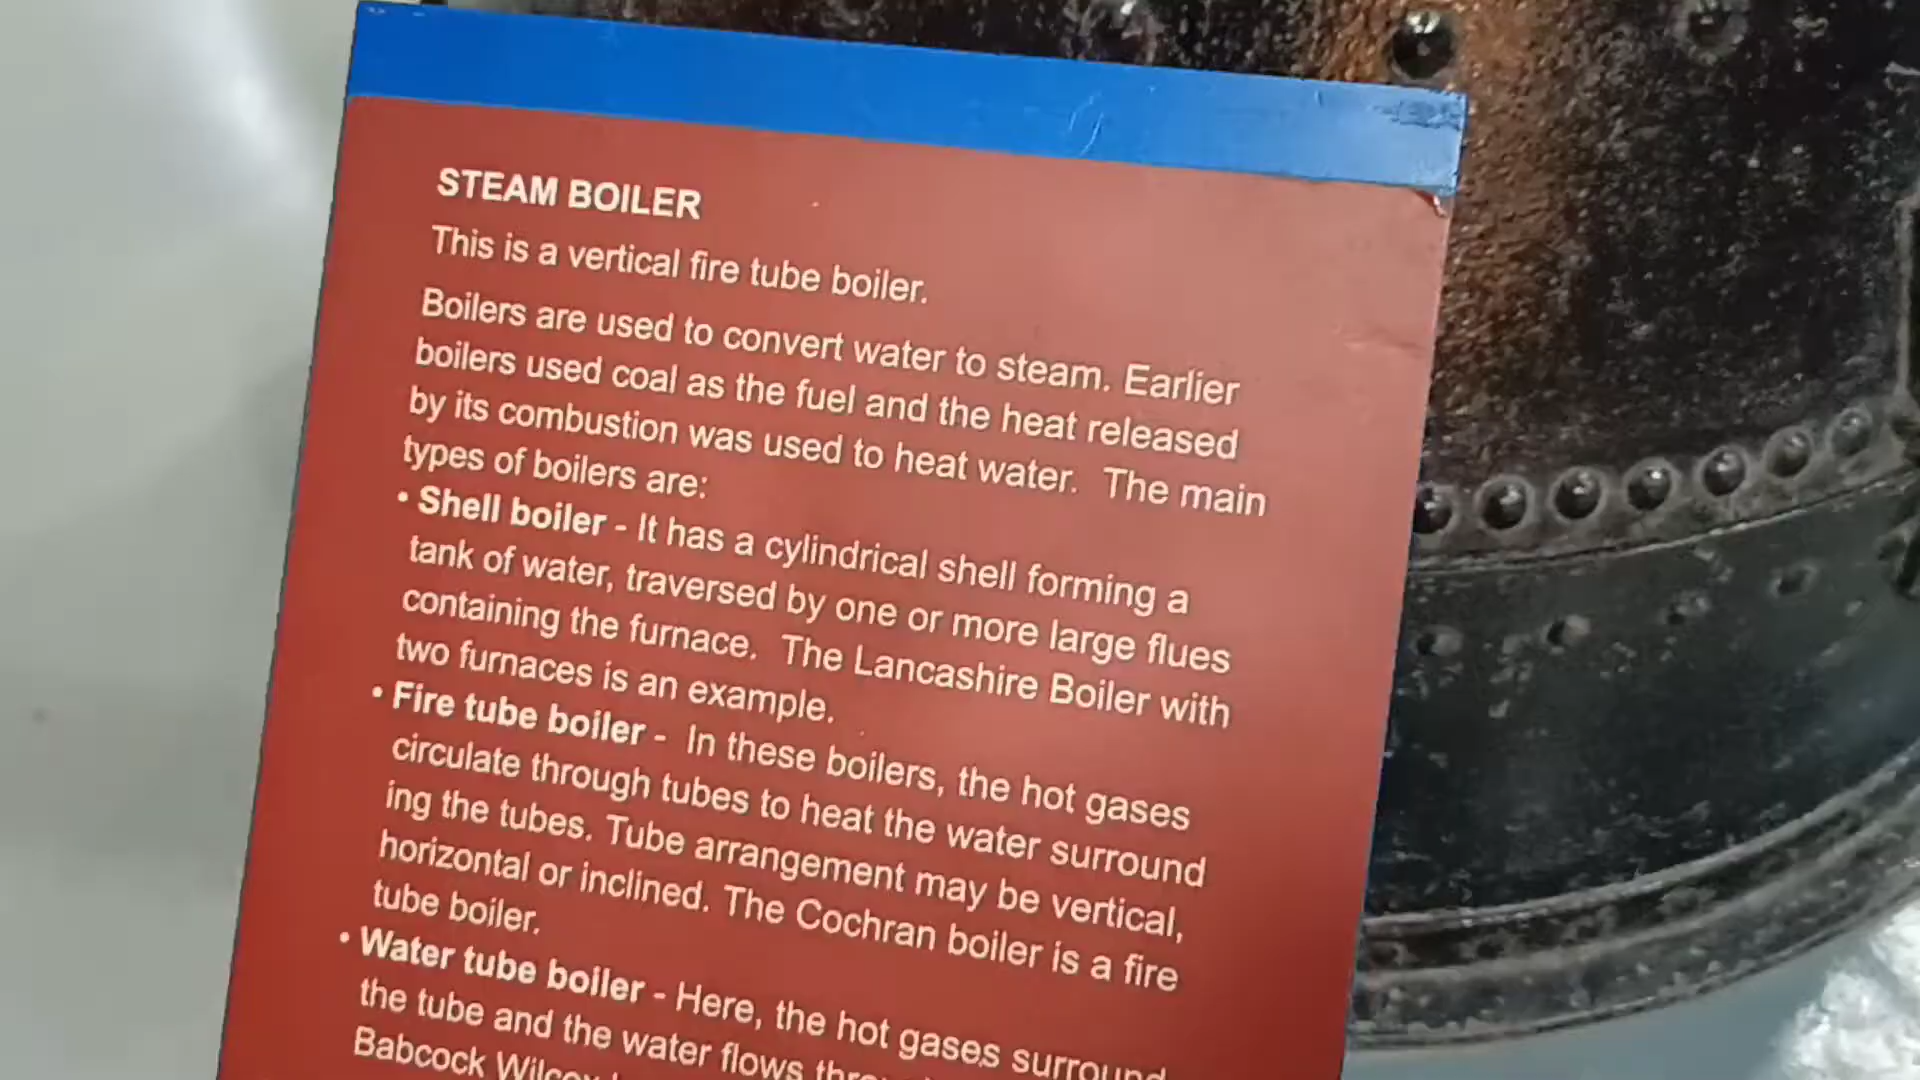 STEAM BOILER
This is a vertical fire tube boiler.
Boilers are used to convert water to steam. Earlier
boilers used coal as the fuel and the heat released
by its combustion was used to heat water. The main
types of boilers are:
• Shell boiler - It has a cylindrical shell forming a
tank of water, traversed by one or more large flues
containing the furnace. The Lancashire Boiler with
two furnaces is an example.
• Fire tube boiler - In these boilers, the hot gases
circulate through tubes to heat the water surround
ing the tubes. Tube arrangement may be vertical,
horizontal or inclined. The Cochran boiler is a fire
tube boiler.
• Water tube boiler - Here, the hot gases surround
the tube and the water flows
Babcock